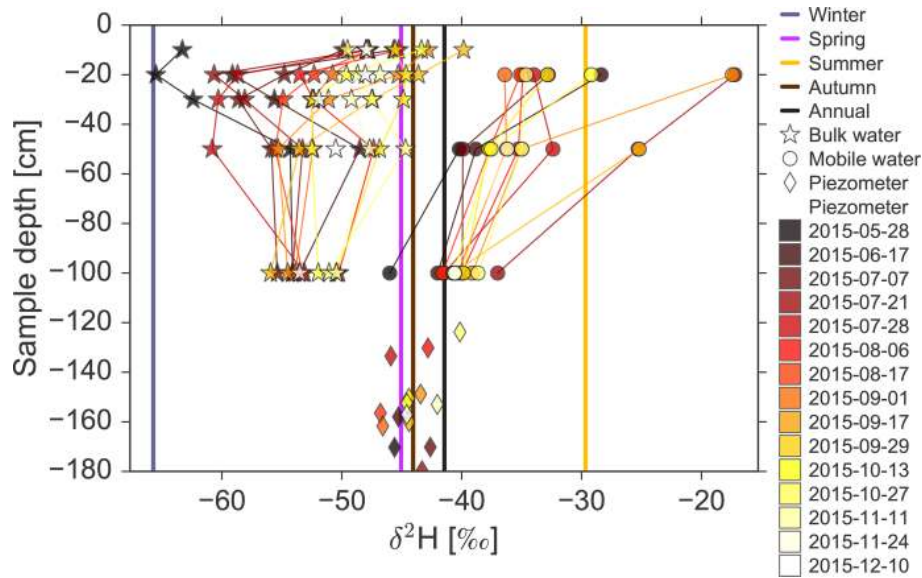 Sample depth [cm]
0
−20
−40
−60
−80
−100
−120
−140
−160
−180
−60
−50
−40
−30
−20
δ²H [‰]
Winter
Spring
Summer
Autumn
Annual
Bulk water
Mobile water
Piezometer
Piezometer
2015-05-28
2015-06-17
2015-07-07
2015-07-21
2015-07-28
2015-08-06
2015-08-17
2015-09-01
2015-09-17
2015-09-29
2015-10-13
2015-10-27
2015-11-11
2015-11-24
2015-12-10